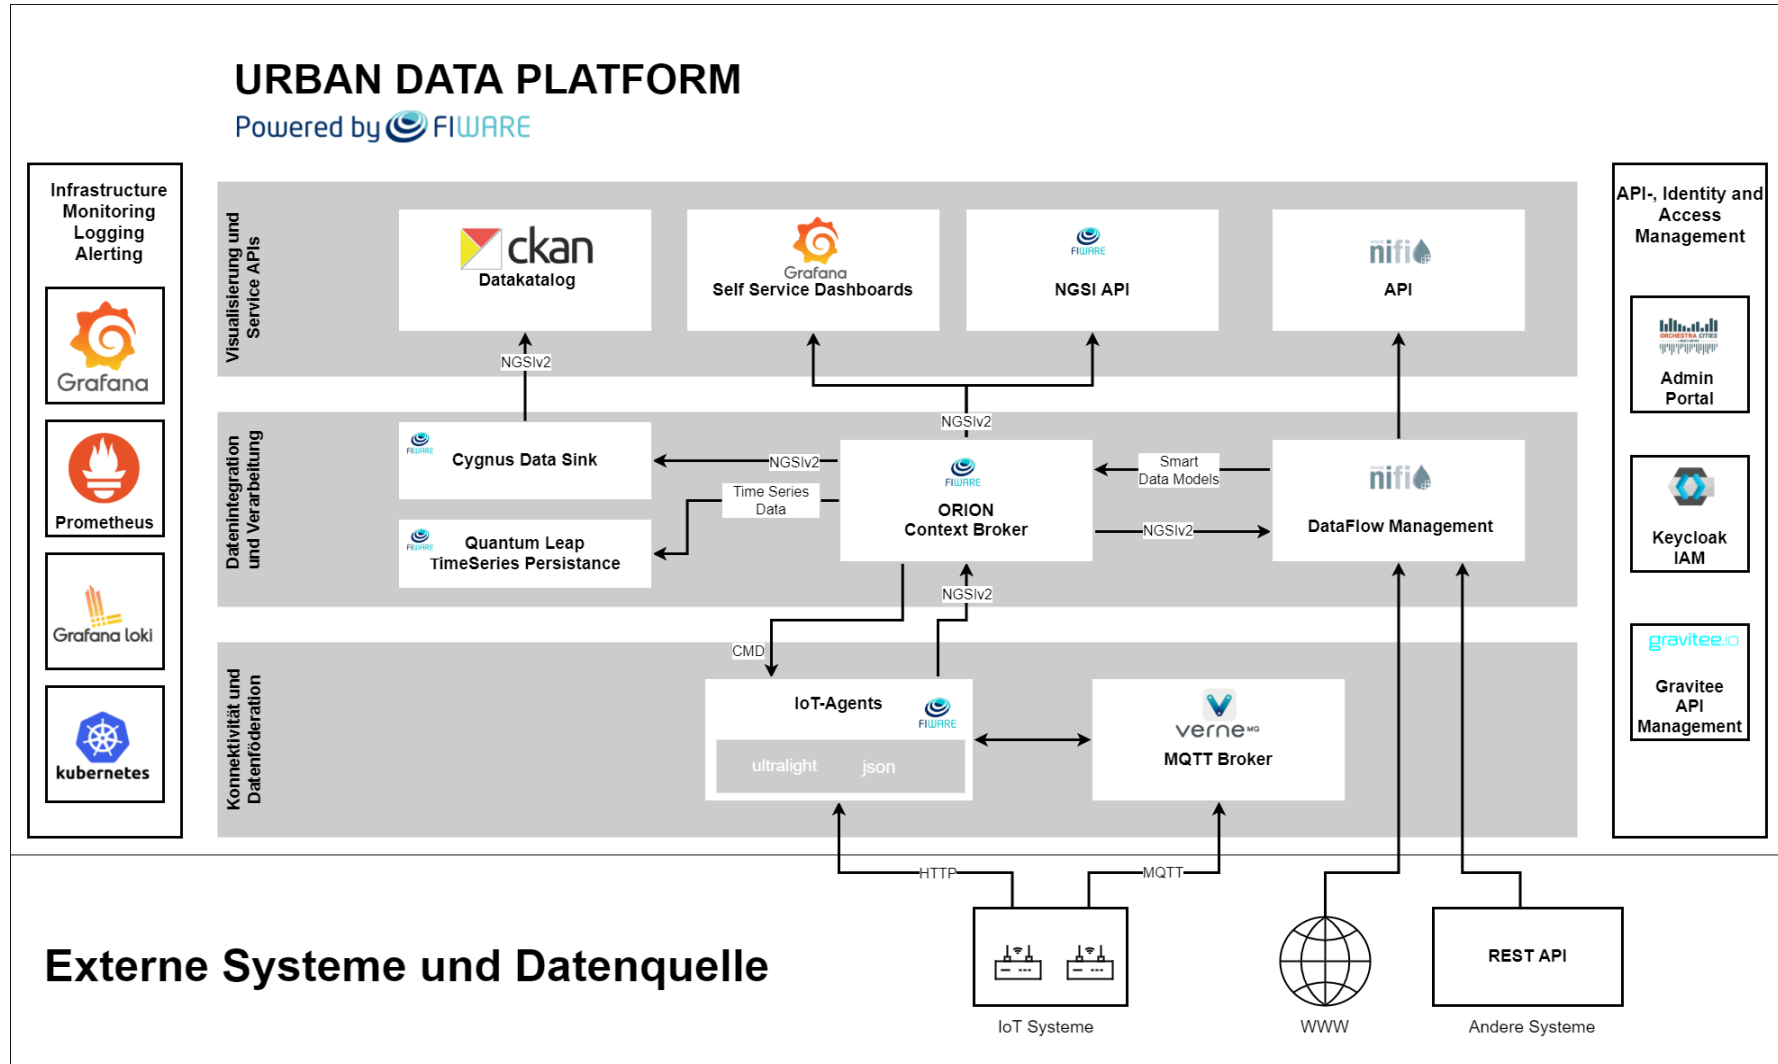 URBAN DATA PLATFORM
Powered by FIWARE
Infrastructure
Monitoring
Logging
Alerting
Grafana
Prometheus
Grafana loki
kubernetes
Visualisierung und
Service APIs
ckan
Datakatalog
Grafana
Self Service Dashboards
FIWARE
NGSI API
nifi
API
NGSIv2
NGSIv2
Datenintegration
und Verarbeitung
FIWARE
Cygnus Data Sink
NGSIv2
Time Series
Data
FIWARE
Quantum Leap
TimeSeries Persistance
FIWARE
ORION
Context Broker
Smart
Data Models
NGSIv2
nifi
DataFlow Management
NGSIv2
CMD
Konnektivität und
Datenföderation
IoT-Agents
FIWARE
ultralight json
verneMQ
MQTT Broker
API-, Identity and
Access
Management
ORCHESTRA CITIES
Admin
Portal
Keycloak
IAM
gravitee.io
Gravitee
API
Management
HTTP
MQTT
Externe Systeme und Datenquelle
IoT Systeme
WWW
REST API
Andere Systeme